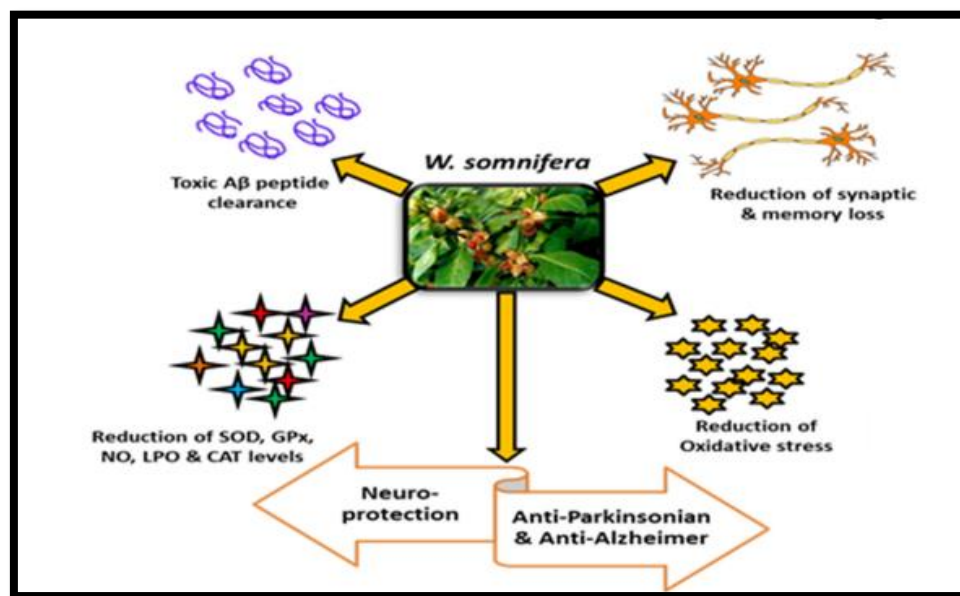 W. somnifera
Toxic Aβ peptide
clearance
Reduction of synaptic
& memory loss
Reduction of SOD, GPx,
NO, LPO & CAT levels
Reduction of
Oxidative stress
Neuro-
protection
Anti-Parkinsonian
& Anti-Alzheimer